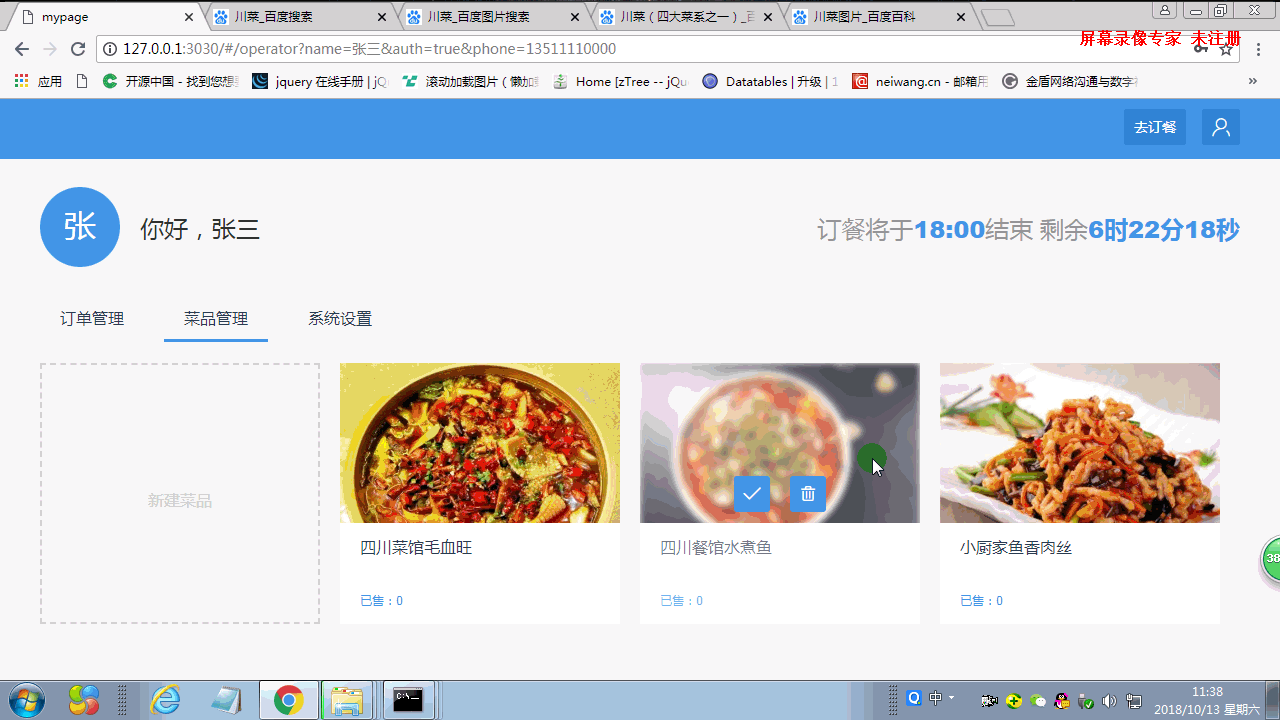 mypage
川菜_百度搜索
川菜_百度图片搜索
川菜（四大菜系之一）_百
川菜图片_百度百科
127.0.0.1:3030/#/operator?name=张三&auth=true&phone=13511110000
屏幕录像专家 未注册
应用
开源中国 - 找到您想
jquery 在线手册 | jQ
滚动加载图片（懒加
Home [zTree -- jQu
Datatables | 升级 | 1
neiwang.cn - 邮箱用
金盾网络沟通与数字
去订餐
张
你好，张三
订餐将于18:00结束 剩余6时22分18秒
订单管理
菜品管理
系统设置
新建菜品
四川菜馆毛血旺
已售：0
四川餐馆水煮鱼
已售：0
小厨家鱼香肉丝
已售：0
38
中
11:38
2018/10/13 星期六